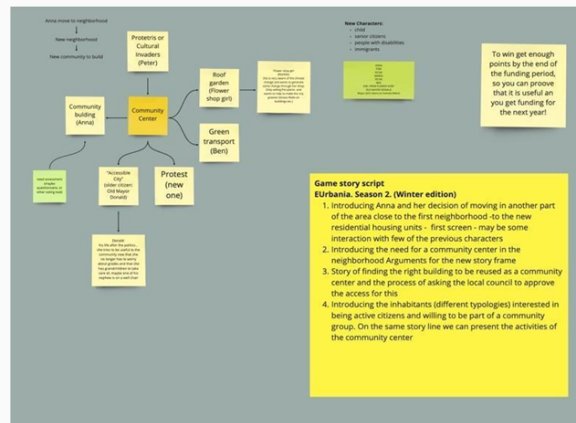 Anna move to neighborhood
New neighborhood
New community to build
Protetris or
Cultural
Invaders
(Peter)
Community
bulding
(Anna)
Community
Center
Roof
garden
(Flower
shop girl)
Green
transport
(Ben)
"Accessible
City"
(older citizen:
Old Mayor
Donald)
Protest
(new
one)
New Characters:
- child
- senior citizens
- people with disabilities
- immigrants
To win get enough
points by the end of
the funding period,
so you can proove
that it is useful an
you get funding for
the next year!
Game story script
EUrbania. Season 2. (Winter edition)
1. Introducing Anna and her decision of moving in another part
of the area close to the first neighborhood -to the new
residential housing units - first screen - may be some
interaction with few of the previous characters
2. Introducing the need for a community center in the
neighborhood Arguments for the new story frame
3. Story of finding the right building to be reused as a community
center and the process of asking the local council to approve
the access for this
4. Introducing the inhabitants (different typologies) interested in
being active citizens and willing to be part of a community
group. On the same story line we can present the activities of
the community center